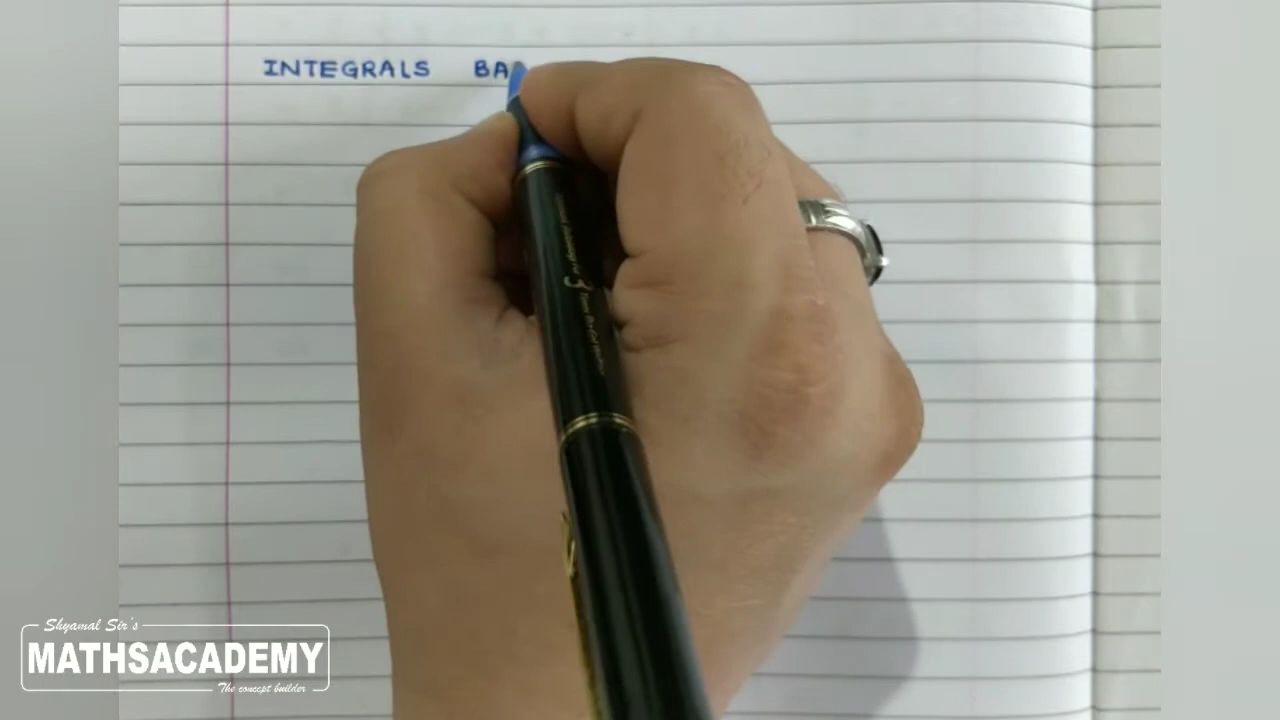 INTEGRALS BA
Shyamal Sir's
MATHSACADEMY
The concept builder